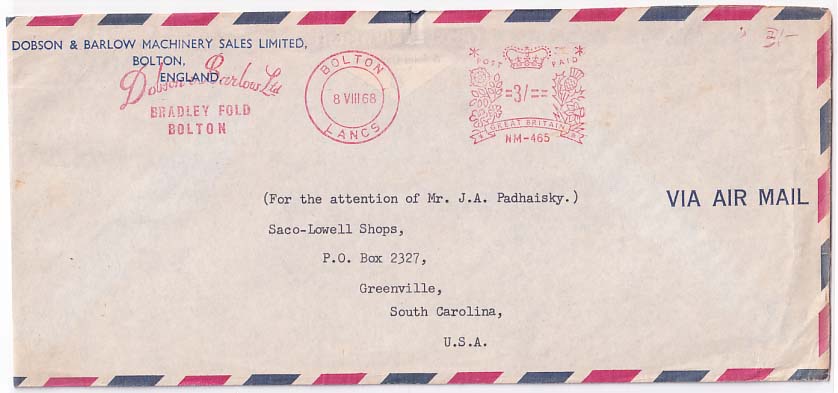 DOBSON & BARLOW MACHINERY SALES LIMITED,
BOLTON,
ENGLAND.
Dobson and Barlow Ltd
BRADLEY FOLD
BOLTON
BOLTON
8 VIII 68
LANCS
POST PAID
=3/==
GREAT BRITAIN
NM-465
3/-
(For the attention of Mr. J.A. Padhaisky.)
VIA AIR MAIL
Saco-Lowell Shops,
P.O. Box 2327,
Greenville,
South Carolina,
U.S.A.